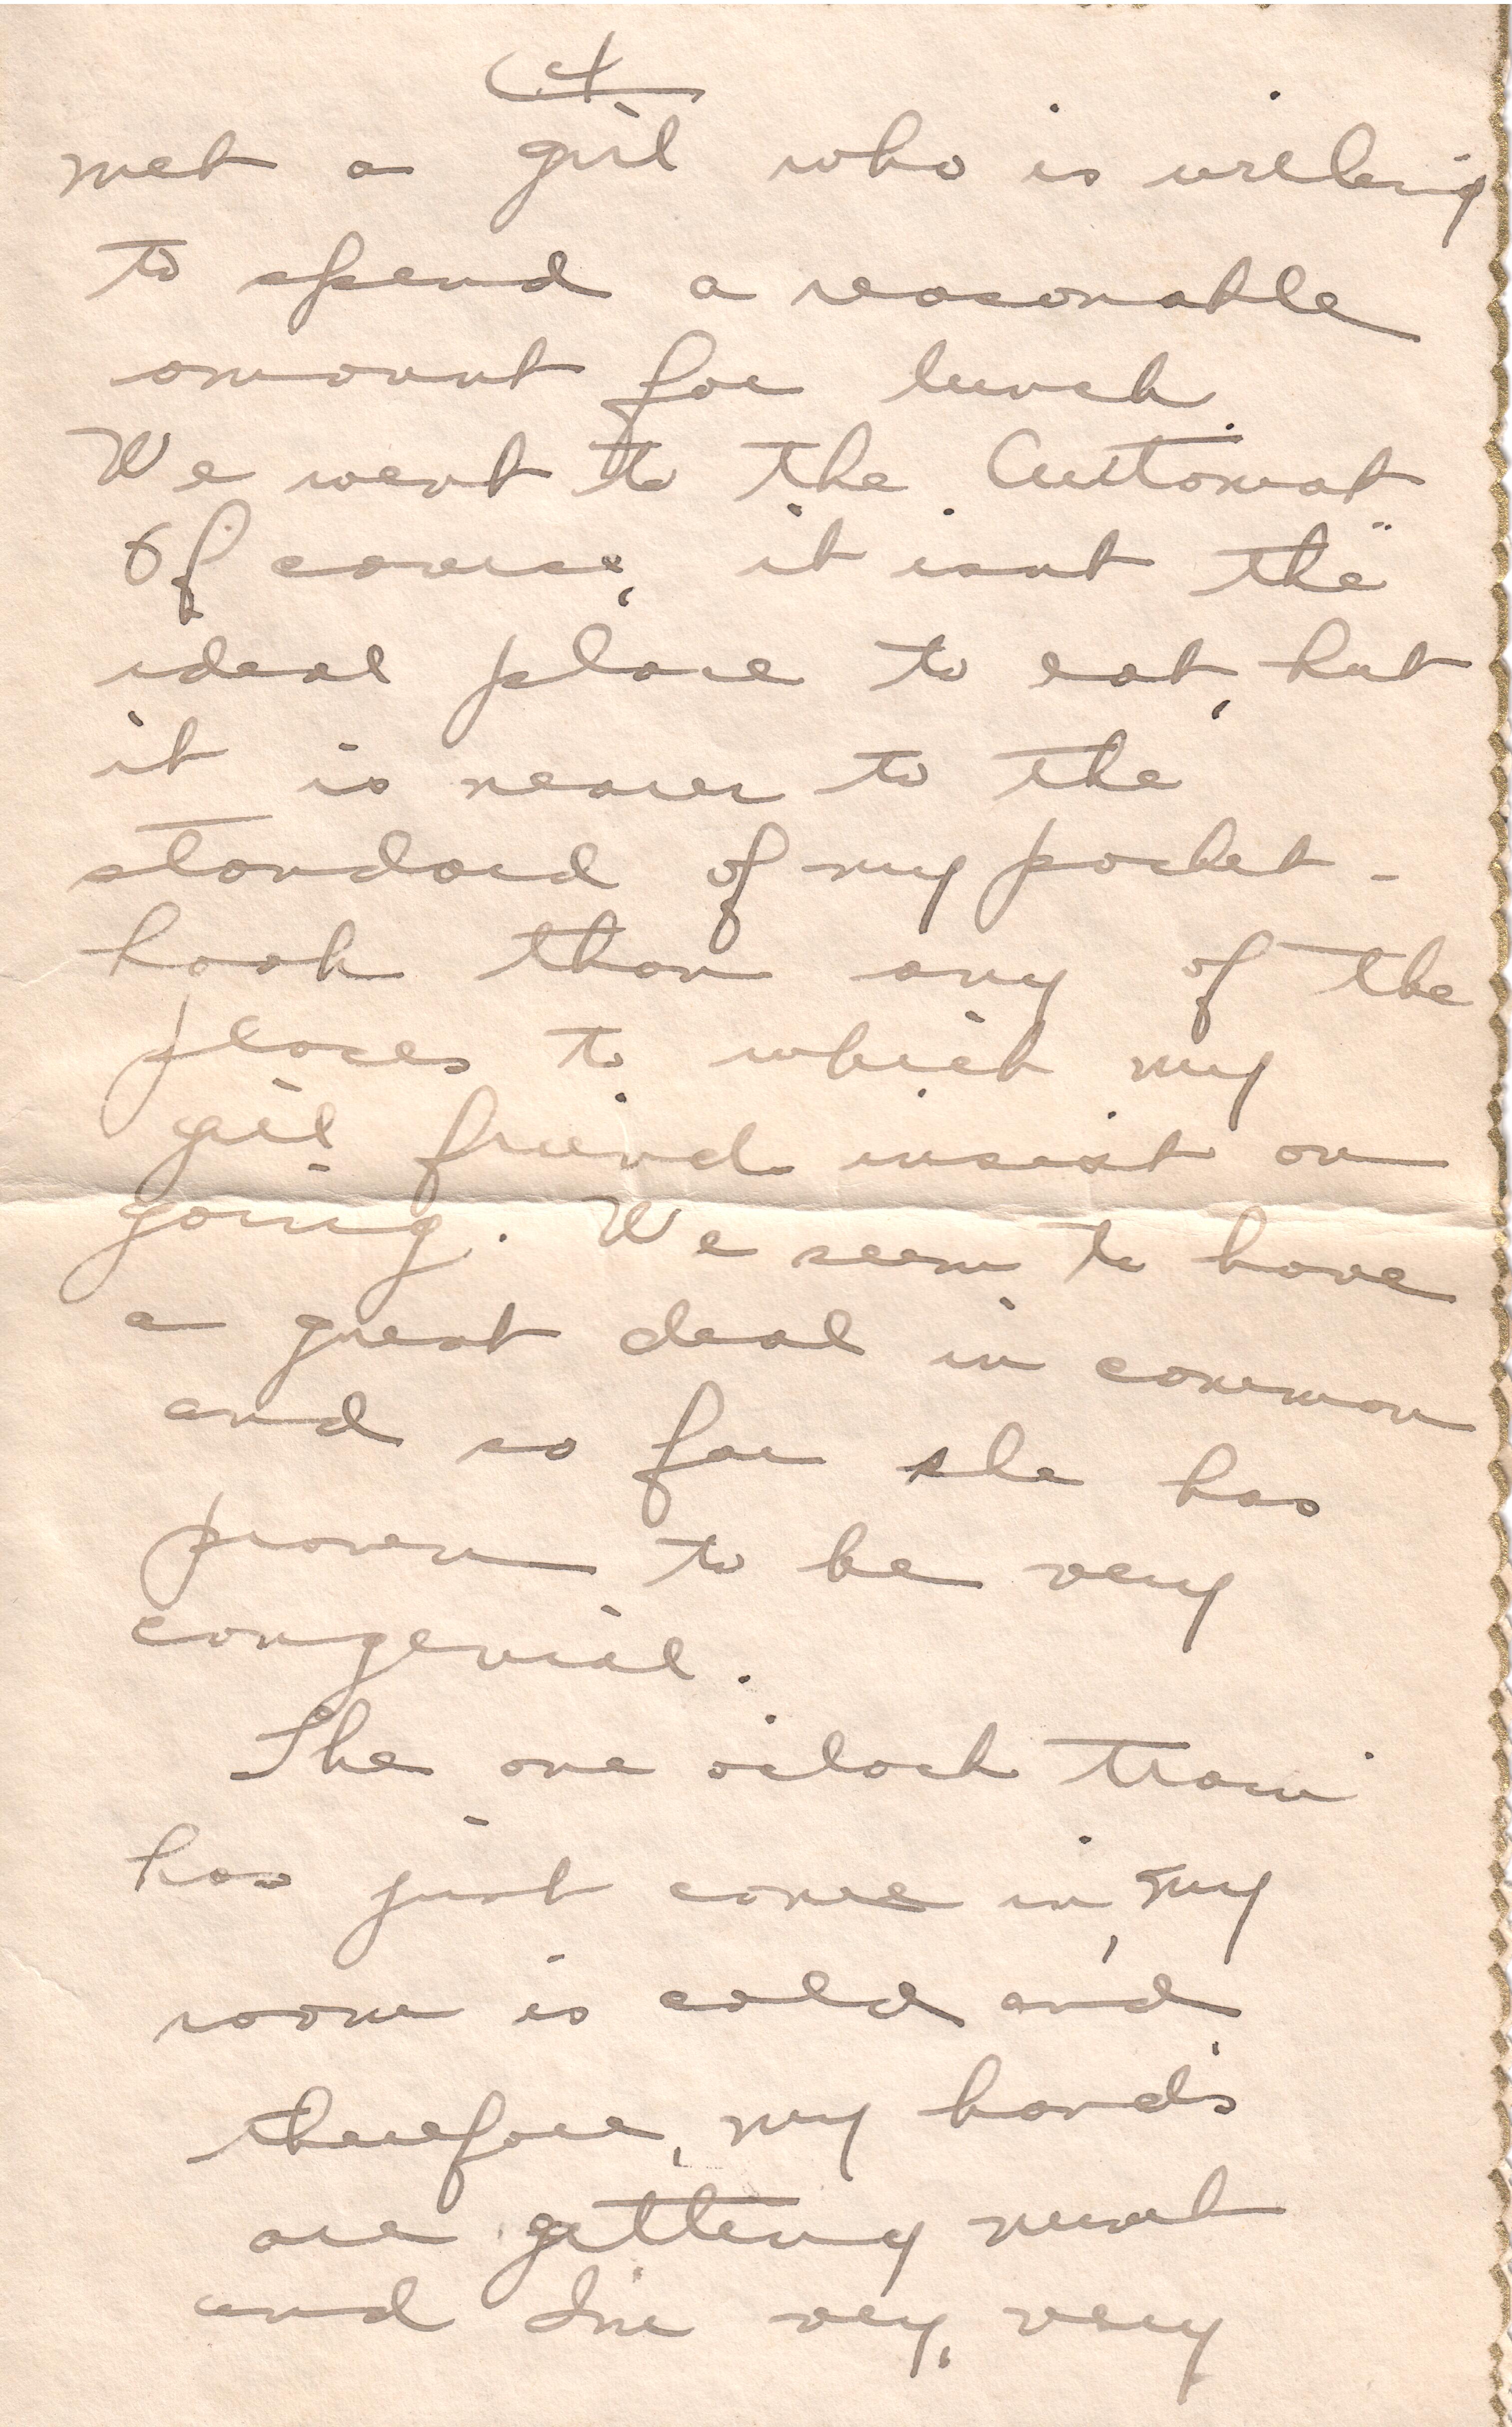 4
met a girl who is willing
to spend a reasonable
amount for lunch.
We went to the "Automat"
Of course, it isnt the
ideal place to eat, but
it is nearer to the
standard of my pocket-
book than any of the
places to which my
girl friends insist on
going. We seem to have
a great deal in common
and so far she has
proven to be very
congenial.
The one o'clock train
has just come in, my
room is cold and
therefore, my hands
are getting numb
and I'm very, very